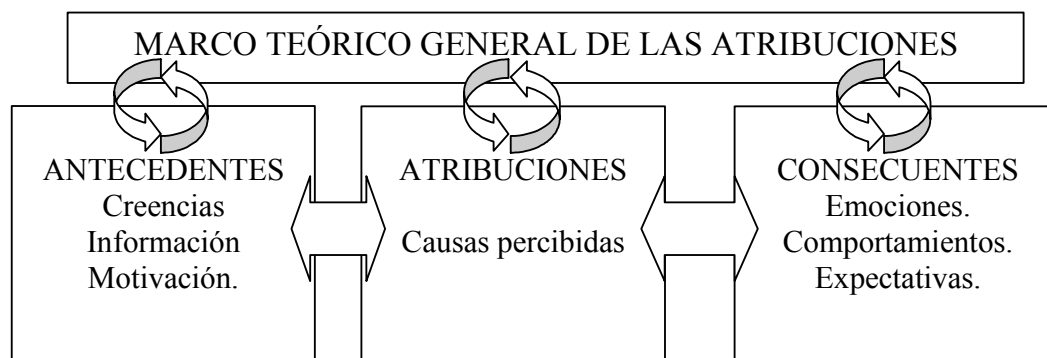 MARCO TEÓRICO GENERAL DE LAS ATRIBUCIONES
ANTECEDENTES
Creencias
Información
Motivación.
ATRIBUCIONES
Causas percibidas
CONSECUENTES
Emociones.
Comportamientos.
Expectativas.